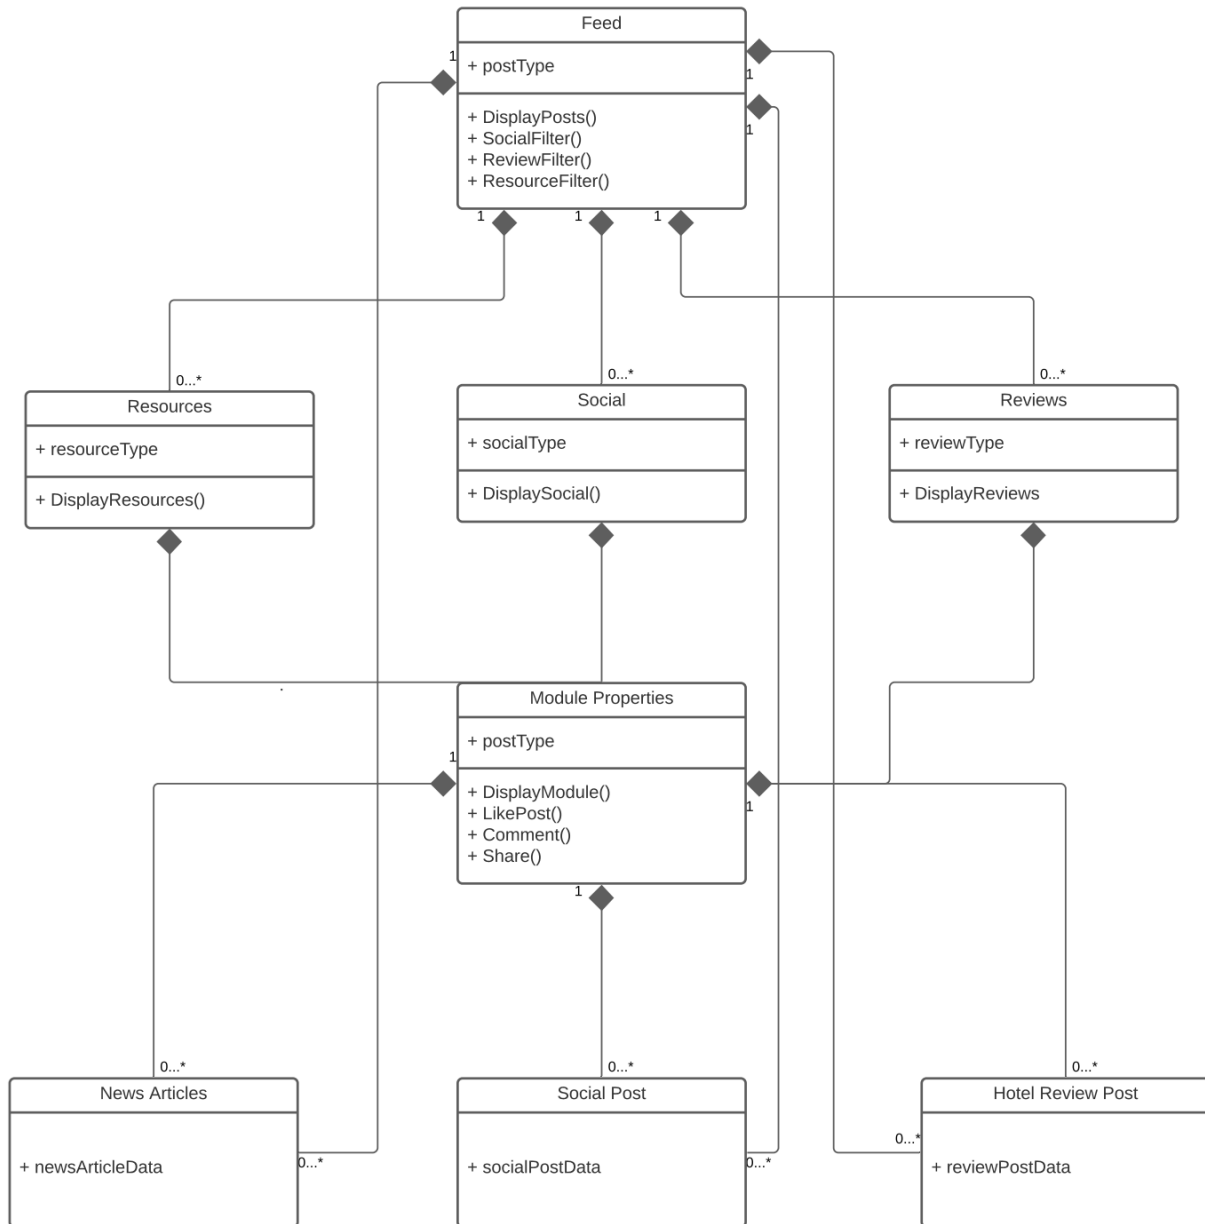 Feed
1
+ postType
1
+ DisplayPosts()
1
+ SocialFilter()
+ ReviewFilter()
+ ResourceFilter()
1
1
1
0...*
0...*
0...*
Resources
Social
Reviews
+ resourceType
+ socialType
+ reviewType
+ DisplayResources()
+ DisplaySocial()
+ DisplayReviews
Module Properties
+ postType
1
+ DisplayModule()
1
+ LikePost()
+ Comment()
+ Share()
1
0...*
0...*
0...*
News Articles
Social Post
Hotel Review Post
+ newsArticleData
0...*
+ socialPostData
0...*
0...*
+ reviewPostData